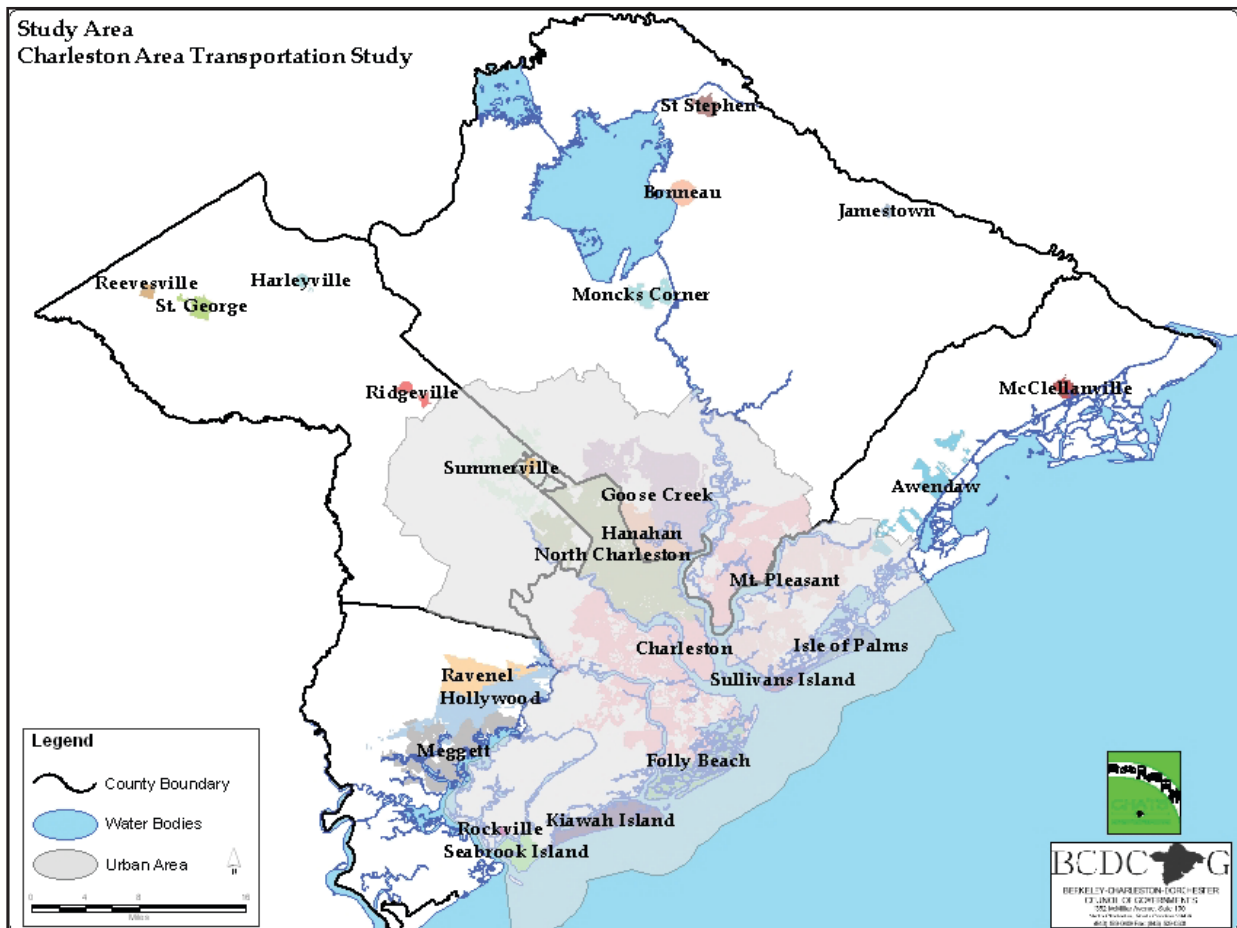 Study Area
Charleston Area Transportation Study
St Stephen
Bonneau
Jamestown
Reevesville
Harleyville
St. George
Moncks Corner
Ridgeville
McClellanville
Summerville
Goose Creek
Awendaw
Hanahan
North Charleston
Mt. Pleasant
Charleston
Isle of Palms
Sullivans Island
Ravenel
Hollywood
Meggett
Folly Beach
Kiawah Island
Rockville
Seabrook Island
Legend
County Boundary
Water Bodies
Urban Area
0 4 8 16
Miles
CHATS
BCDC G
BERKELEY-CHARLESTON-DORCHESTER
COUNCIL OF GOVERNMENTS